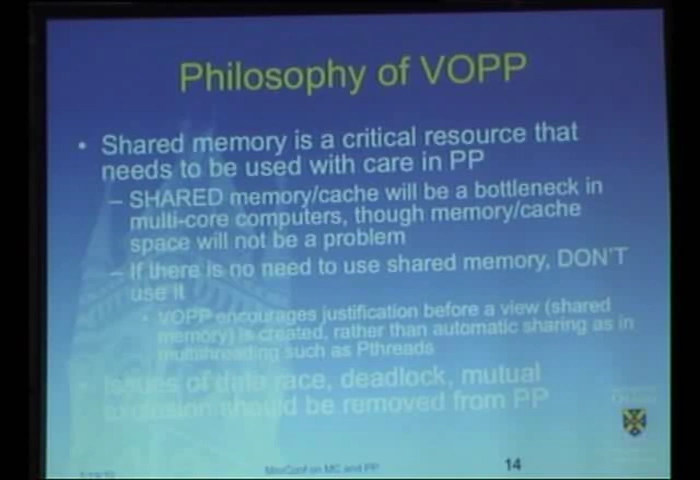 Philosophy of VOPP
• Shared memory is a critical resource that
needs to be used with care in PP
– SHARED memory/cache will be a bottleneck in
multi-core computers, though memory/cache
space will not be a problem
– If there is no need to use shared memory, DON'T
use it
• VOPP encourages justification before a view (shared
memory) is created, rather than automatic sharing as in
multithreading such as Pthreads
• Issues of data race, deadlock, mutual
exclusion should be removed from PP
MiniConf on MC and PP
14